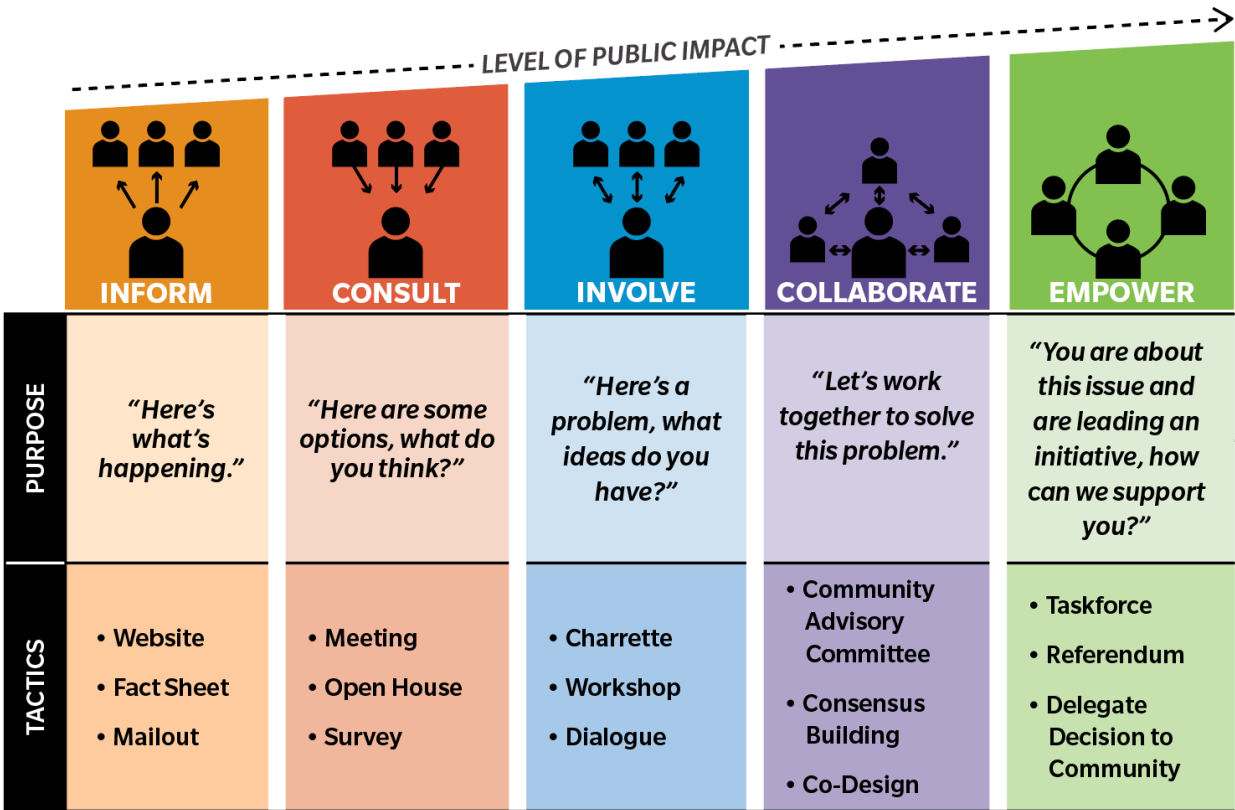 LEVEL OF PUBLIC IMPACT
INFORM
CONSULT
INVOLVE
COLLABORATE
EMPOWER
PURPOSE
“Here’s
what’s
happening.”
“Here are some
options, what do
you think?”
“Here’s a
problem, what
ideas do you
have?”
“Let’s work
together to solve
this problem.”
“You are about
this issue and
are leading an
initiative, how
can we support
you?”
TACTICS
• Website
• Fact Sheet
• Mailout
• Meeting
• Open House
• Survey
• Charrette
• Workshop
• Dialogue
• Community
Advisory
Committee
• Consensus
Building
• Co-Design
• Taskforce
• Referendum
• Delegate
Decision to
Community